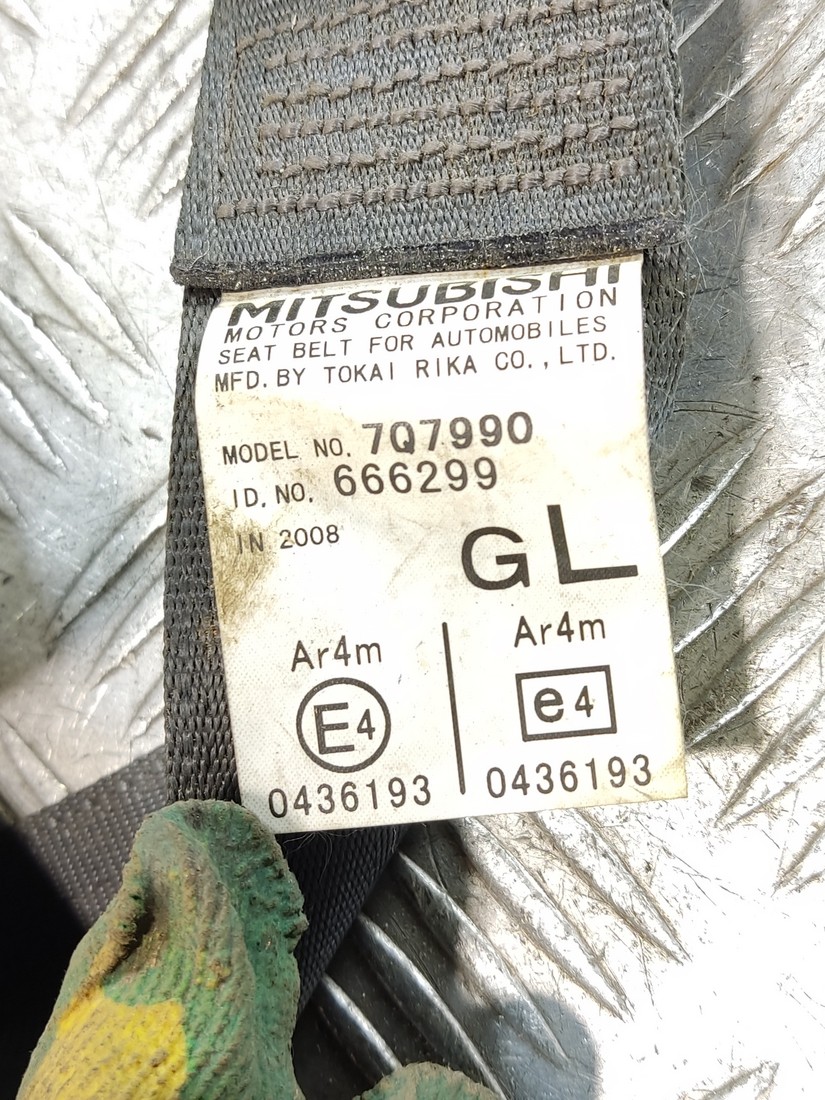 MITSUBISHI
MOTORS CORPORATION
SEAT BELT FOR AUTOMOBILES
MFD. BY TOKAI RIKA CO., LTD.
MODEL NO. 7Q7990
ID. NO. 666299
IN 2008
GL
Ar4m
E4
0436193
Ar4m
e4
0436193